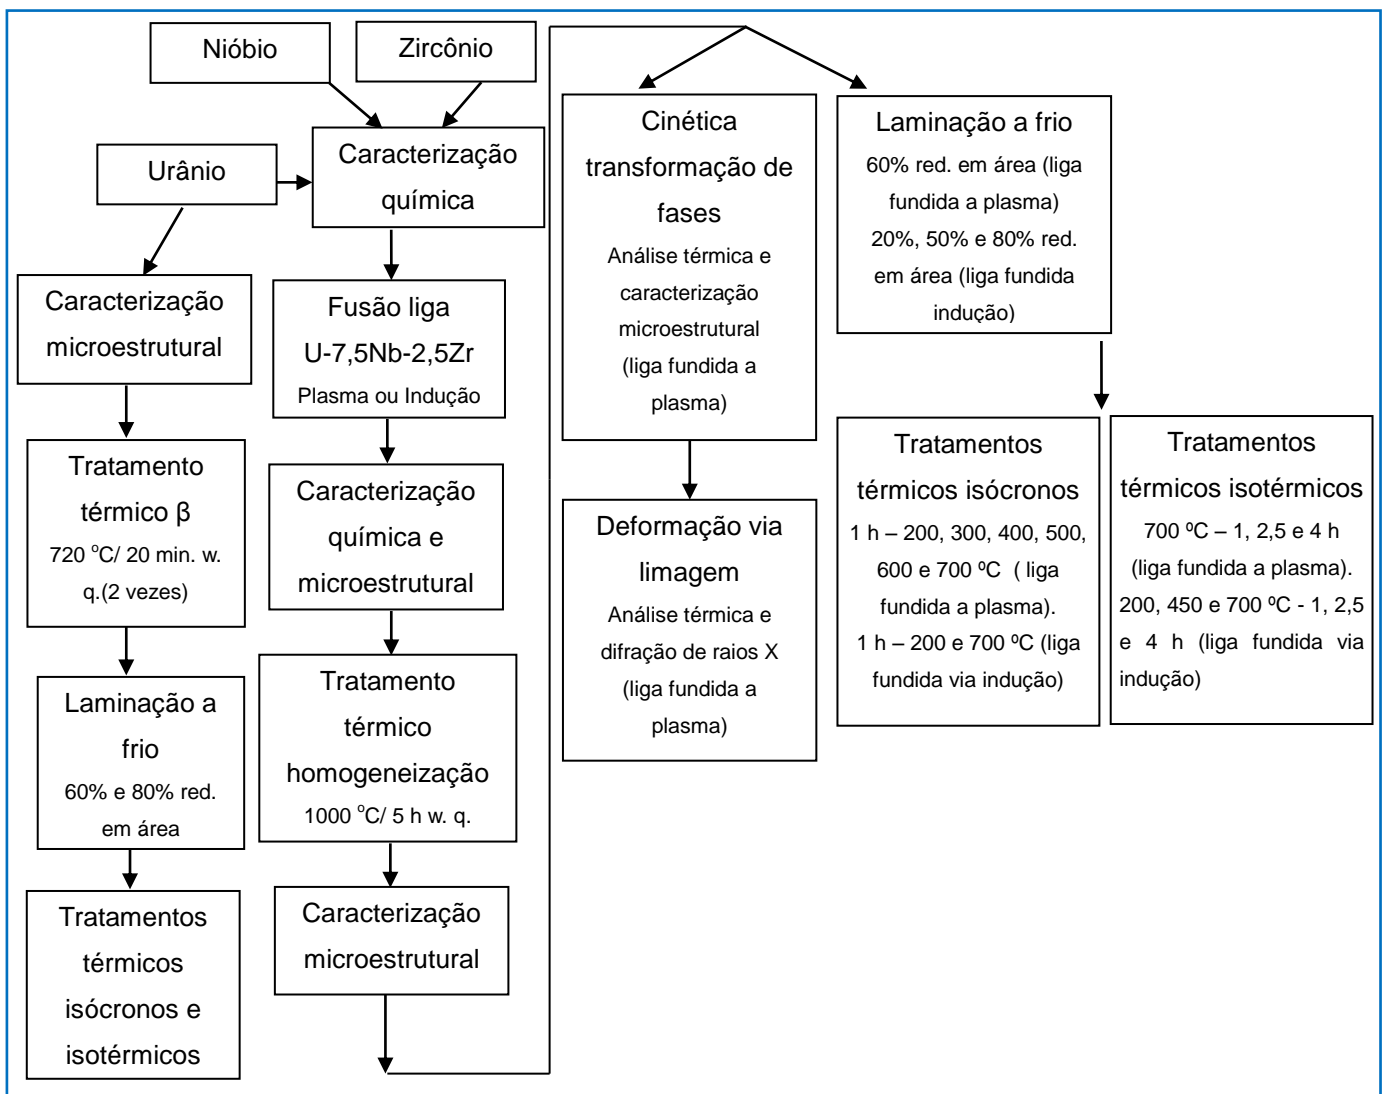 Nióbio
Zircônio
Urânio
Caracterização
química
Caracterização
microestrutural
Tratamento
térmico β
720 ºC/ 20 min. w.
q.(2 vezes)
Laminação a
frio
60% e 80% red.
em área
Tratamentos
térmicos
isócronos e
isotérmicos
Fusão liga
U-7,5Nb-2,5Zr
Plasma ou Indução
Caracterização
química e
microestrutural
Tratamento
térmico
homogeneização
1000 ºC/ 5 h w. q.
Caracterização
microestrutural
Cinética
transformação de
fases
Análise térmica e
caracterização
microestrutural
(liga fundida a
plasma)
Deformação via
limagem
Análise térmica e
difração de raios X
(liga fundida a
plasma)
Laminação a frio
60% red. em área (liga
fundida a plasma)
20%, 50% e 80% red.
em área (liga fundida
indução)
Tratamentos
térmicos isócronos
1 h – 200, 300, 400, 500,
600 e 700 ºC ( liga
fundida a plasma).
1 h – 200 e 700 ºC (liga
fundida via indução)
Tratamentos
térmicos isotérmicos
700 ºC – 1, 2,5 e 4 h
(liga fundida a plasma).
200, 450 e 700 ºC - 1, 2,5
e 4 h (liga fundida via
indução)